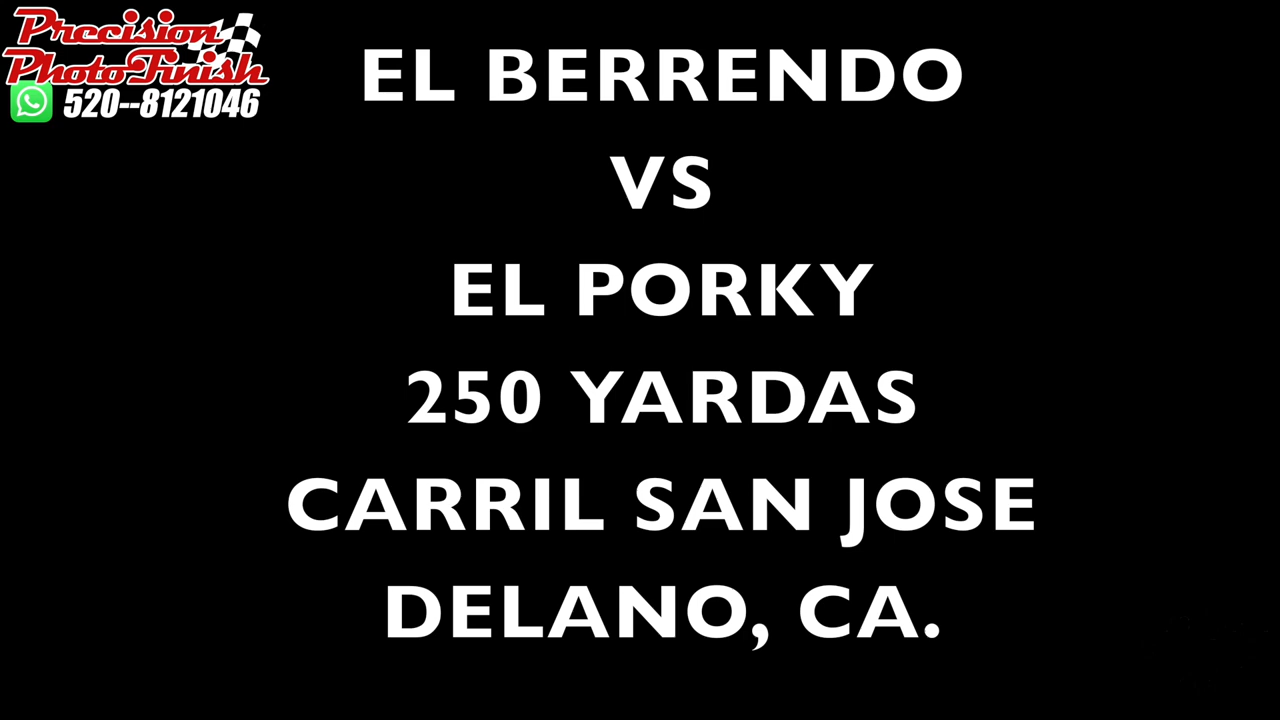 Precision
PhotoFinish
520--8121046
EL BERRENDO
VS
EL PORKY
250 YARDAS
CARRIL SAN JOSE
DELANO, CA.